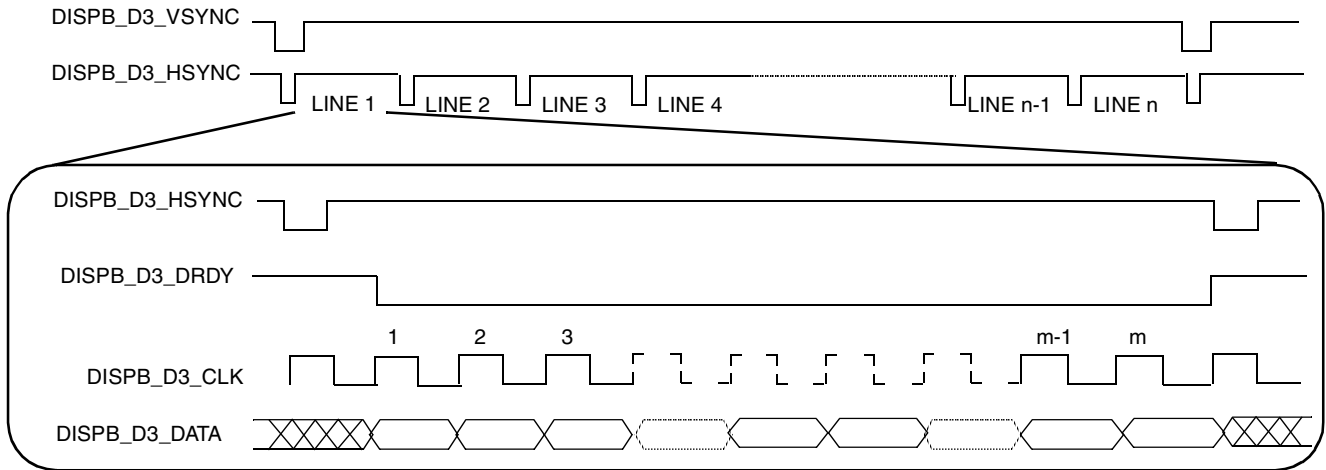 DISPB_D3_VSYNC
DISPB_D3_HSYNC
LINE 1 LINE 2 LINE 3 LINE 4 LINE n-1 LINE n
DISPB_D3_HSYNC
DISPB_D3_DRDY
1 2 3 m-1 m
DISPB_D3_CLK
DISPB_D3_DATA